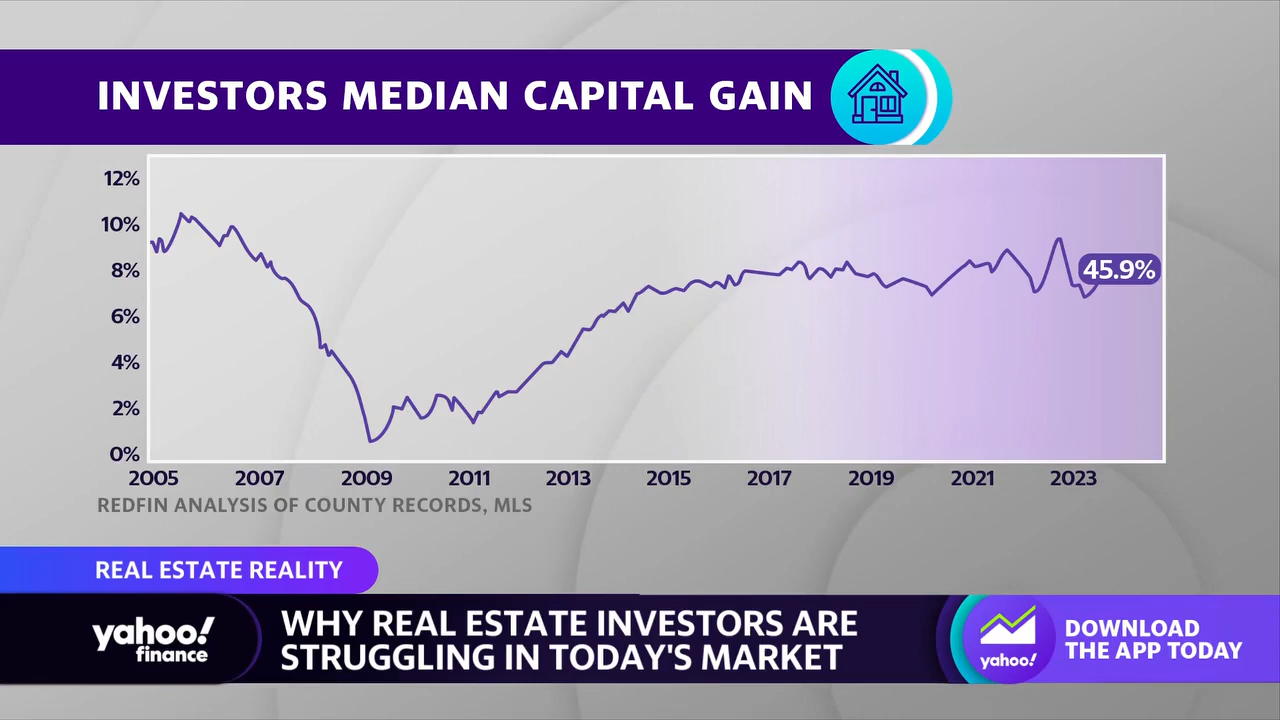 INVESTORS MEDIAN CAPITAL GAIN
12%
10%
8%
6%
4%
2%
0%
45.9%
2005 2007 2009 2011 2013 2015 2017 2019 2021 2023
REDFIN ANALYSIS OF COUNTY RECORDS, MLS
REAL ESTATE REALITY
yahoo!
finance
WHY REAL ESTATE INVESTORS ARE
STRUGGLING IN TODAY'S MARKET
yahoo!
DOWNLOAD
THE APP TODAY